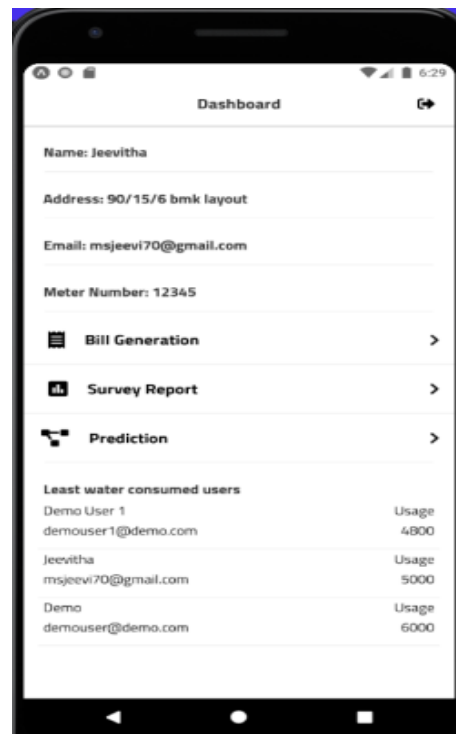 6:29
Dashboard
Name: Jeevitha
Address: 90/15/6 bmk layout
Email: msjeevi70@gmail.com
Meter Number: 12345
Bill Generation
Survey Report
Prediction
Least water consumed users
Demo User 1 Usage
demouser1@demo.com 4800
Jeevitha Usage
msjeevi70@gmail.com 5000
Demo Usage
demouser@demo.com 6000